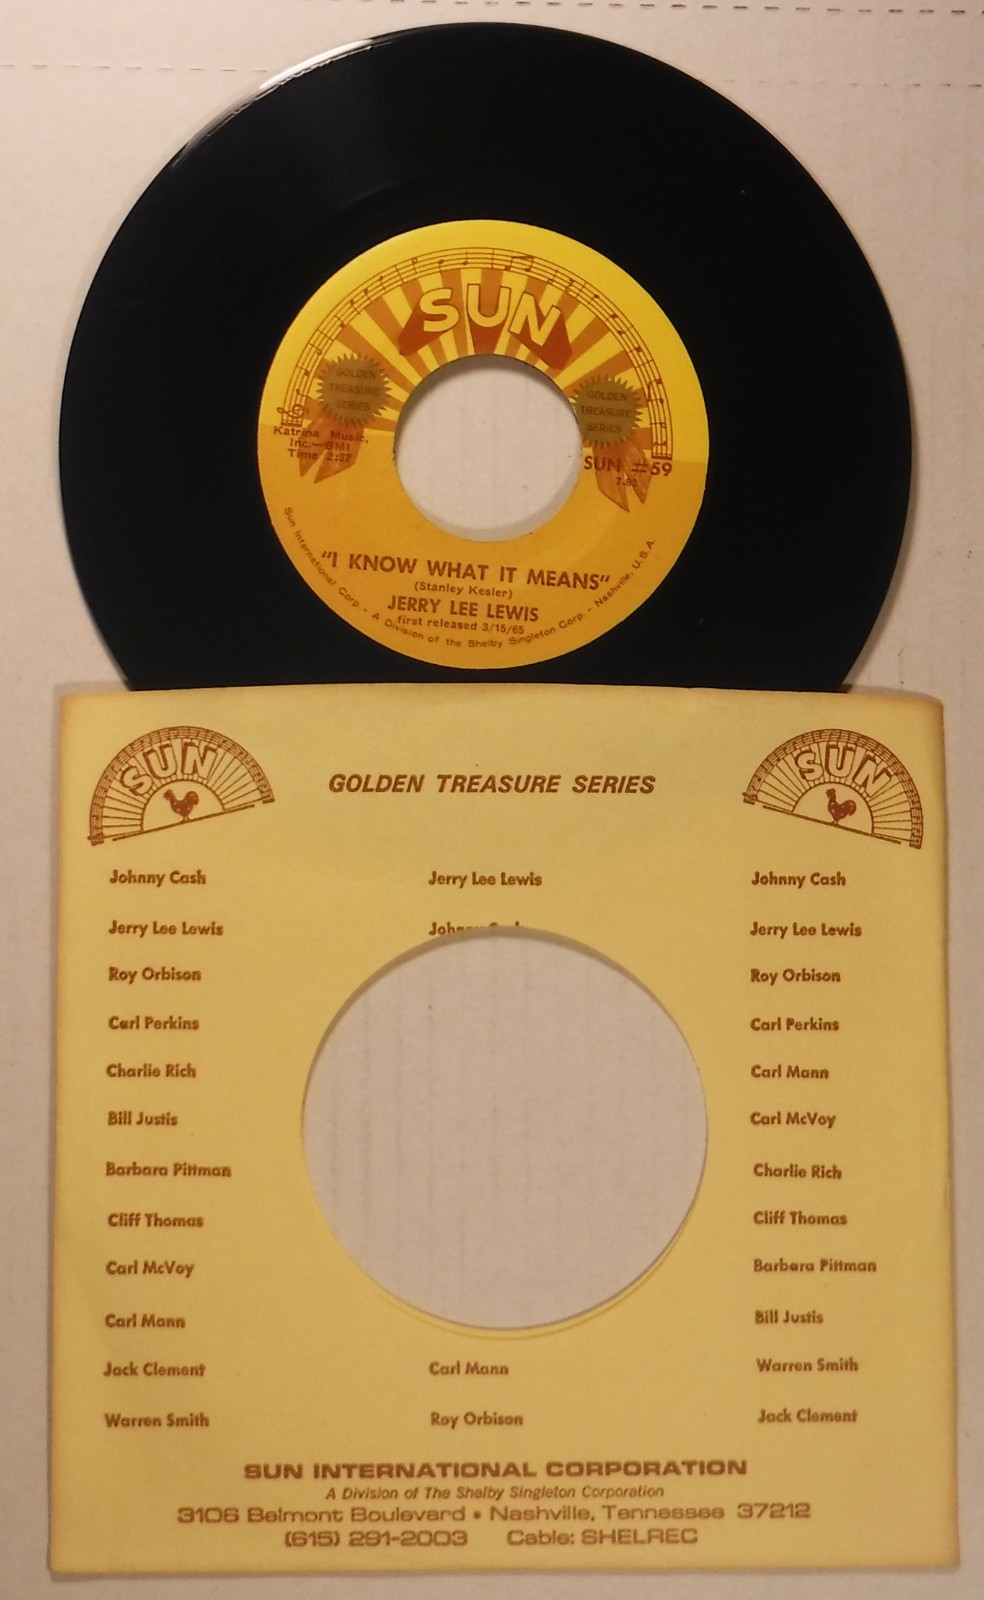 SUN
GOLDEN
TREASURE
SERIES
GOLDEN
TREASURE
SERIES
Katrina Music,
Inc.—BMI
Time 2:37
SUN #59
"I KNOW WHAT IT MEANS"
(Stanley Kesler)
JERRY LEE LEWIS
first released 3/15/65
Sun International Corp. - A Division of the Shelby Singleton Corp. - Nashville, U.S.A.
SUN
GOLDEN TREASURE SERIES
SUN
Johnny Cash
Jerry Lee Lewis
Roy Orbison
Carl Perkins
Charlie Rich
Bill Justis
Barbara Pittman
Cliff Thomas
Carl McVoy
Carl Mann
Jack Clement
Warren Smith
Jerry Lee Lewis
Carl Mann
Roy Orbison
Johnny Cash
Jerry Lee Lewis
Roy Orbison
Carl Perkins
Carl Mann
Carl McVoy
Charlie Rich
Cliff Thomas
Barbara Pittman
Bill Justis
Warren Smith
Jack Clement
SUN INTERNATIONAL CORPORATION
A Division of The Shelby Singleton Corporation
3106 Belmont Boulevard • Nashville, Tennessee 37212
(615) 291-2003 Cable: SHELREC